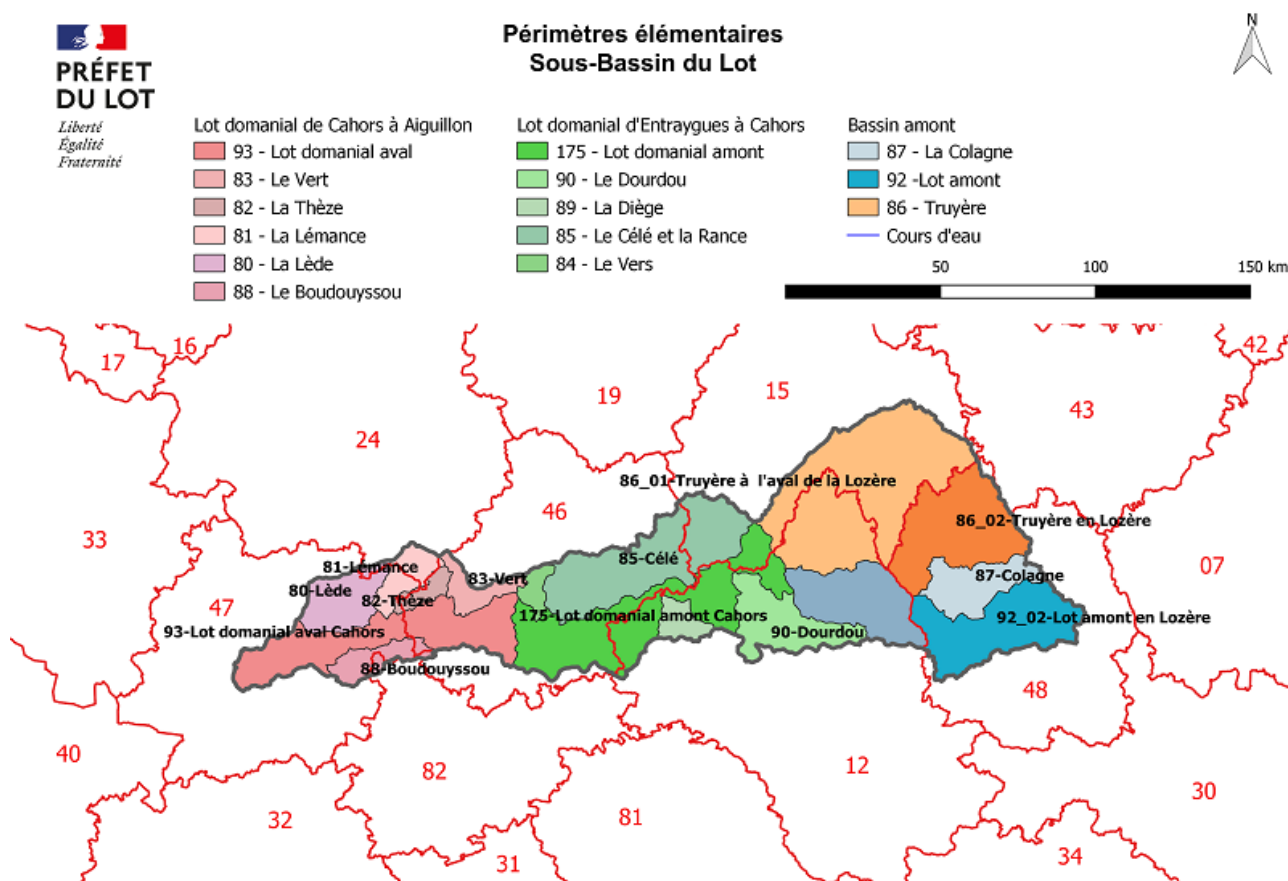 Périmètres élémentaires
Sous-Bassin du Lot
N
PRÉFET
DU LOT
Liberté
Égalité
Fraternité
Lot domanial de Cahors à Aiguillon
93 - Lot domanial aval
83 - Le Vert
82 - La Thèze
81 - La Lémance
80 - La Lède
88 - Le Boudouyssou
Lot domanial d'Entraygues à Cahors
175 - Lot domanial amont
90 - Le Dourdou
89 - La Diège
85 - Le Célé et la Rance
84 - Le Vers
Bassin amont
87 - La Colagne
92 -Lot amont
86 - Truyère
Cours d'eau
50 100 150 km
17
16
42
19
15
43
24
86_01-Truyère à l'aval de la Lozère
46
86_02-Truyère en Lozère
33
07
85-Célé
81-Lémance
87-Colagne
83-Vert
80-Lède
82-Thèze
47
175-Lot domanial amont Cahors
92_02-Lot amont en Lozère
93-Lot domanial aval Cahors
90-Dourdou
88-Boudouyssou
48
40
82
12
30
32
81
31
34